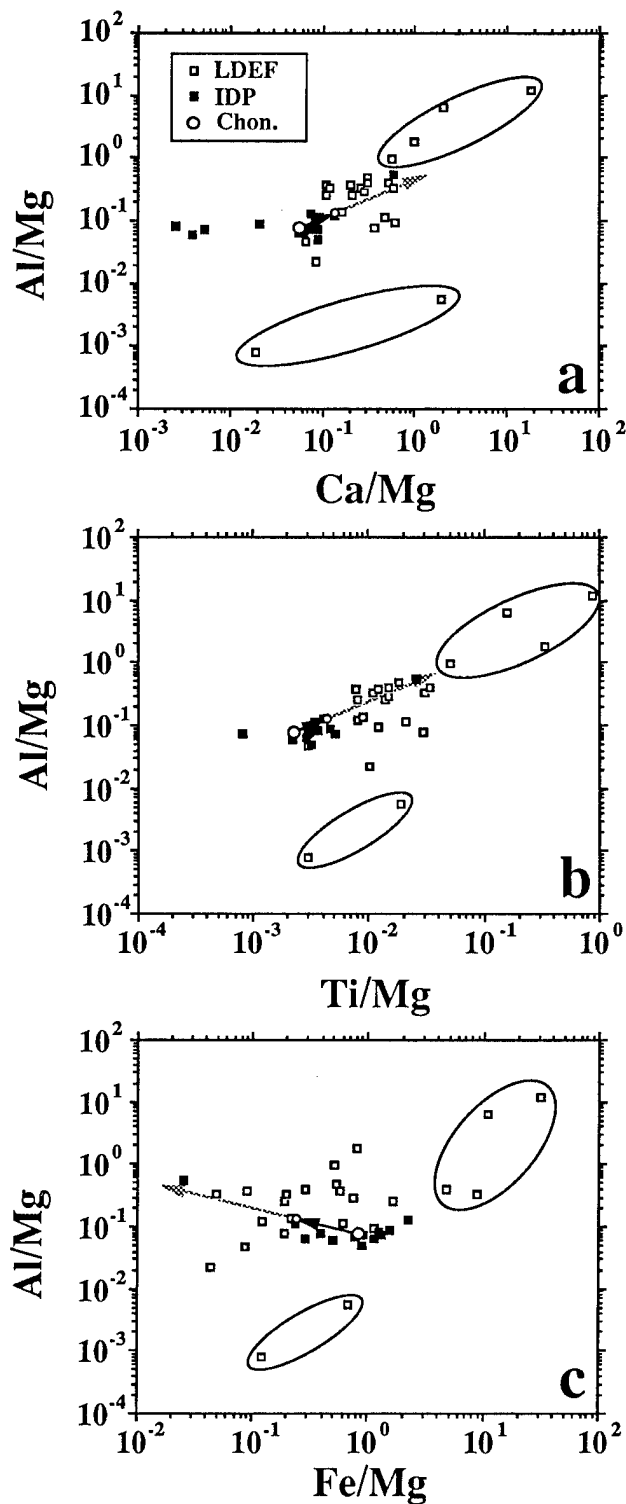 10²
10¹
10⁰
10⁻¹
10⁻²
10⁻³
10⁻⁴
Al/Mg
LDEF
IDP
Chon.
a
10⁻³ 10⁻² 10⁻¹ 10⁰ 10¹ 10²
Ca/Mg
10²
10¹
10⁰
10⁻¹
10⁻²
10⁻³
10⁻⁴
Al/Mg
b
10⁻⁴ 10⁻³ 10⁻² 10⁻¹ 10⁰
Ti/Mg
10²
10¹
10⁰
10⁻¹
10⁻²
10⁻³
10⁻⁴
Al/Mg
c
10⁻² 10⁻¹ 10⁰ 10¹ 10²
Fe/Mg